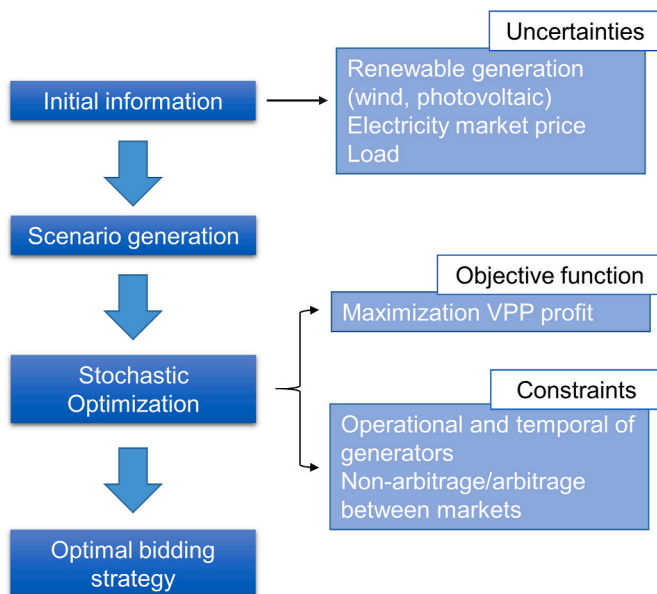 Uncertainties
Initial information
Renewable generation
(wind, photovoltaic)
Electricity market price
Load
Scenario generation
Objective function
Maximization VPP profit
Stochastic
Optimization
Constraints
Operational and temporal of
generators
Non-arbitrage/arbitrage
between markets
Optimal bidding
strategy